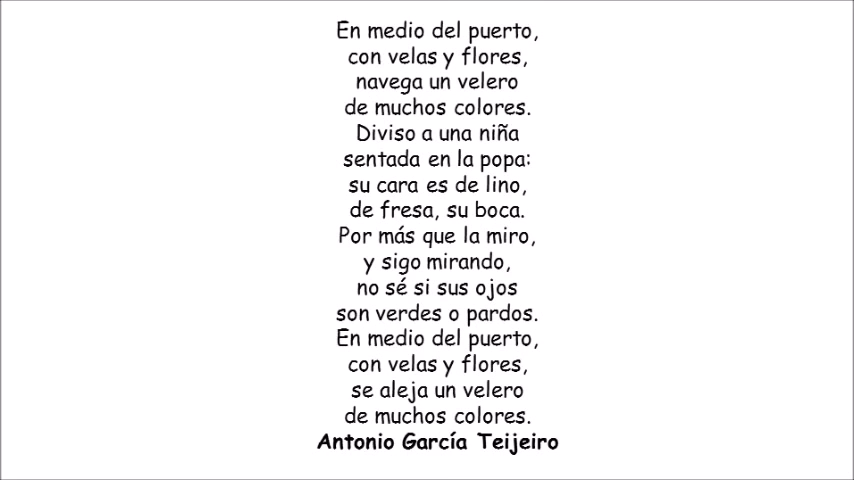 En medio del puerto,
con velas y flores,
navega un velero
de muchos colores.
Diviso a una niña
sentada en la popa:
su cara es de lino,
de fresa, su boca.
Por más que la miro,
y sigo mirando,
no sé si sus ojos
son verdes o pardos.
En medio del puerto,
con velas y flores,
se aleja un velero
de muchos colores.
Antonio García Teijeiro